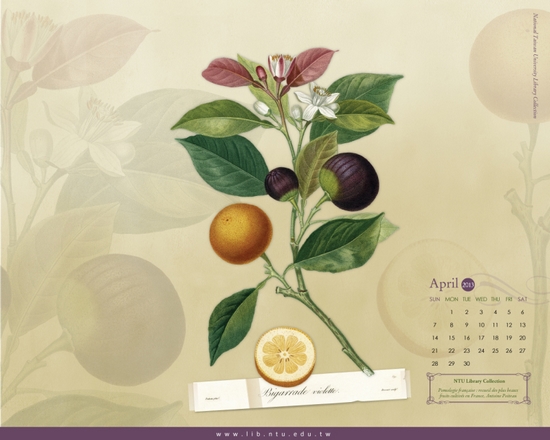 National Taiwan University Library Collection
April 2013
SUN MON TUE WED THU FRI SAT
1 2 3 4 5 6
7 8 9 10 11 12 13
14 15 16 17 18 19 20
21 22 23 24 25 26 27
28 29 30
NTU Library Collection
Pomologie française : recueil des plus beaux
fruits cultivés en France, Antoine Poiteau
Bigarrade violette.
www.lib.ntu.edu.tw